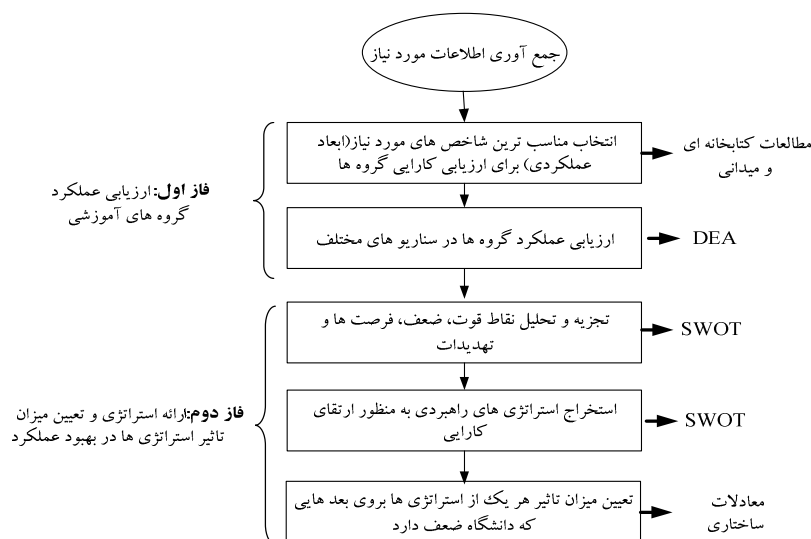 جمع آوری اطلاعات مورد نیاز
انتخاب مناسب ترین شاخص های مورد نیاز(ابعاد
عملکردی) برای ارزیابی کارایی گروه ها
مطالعات کتابخانه ای
و میدانی
فاز اول:ارزیابی عملکرد
گروه های آموزشی
ارزیابی عملکرد گروه ها در سناریو های مختلف
DEA
تجزیه و تحلیل نقاط قوت، ضعف، فرصت ها و
تهدیدات
SWOT
فاز دوم:ارائه استراتژی و تعیین میزان
تاثیر استراتژی ها در بهبود عملکرد
استخراج استراتژی های راهبردی به منظور ارتقای
کارایی
SWOT
تعیین میزان تاثیر هر یک از استراتژی ها بروی بعد هایی
که دانشگاه ضعف دارد
معادلات
ساختاری